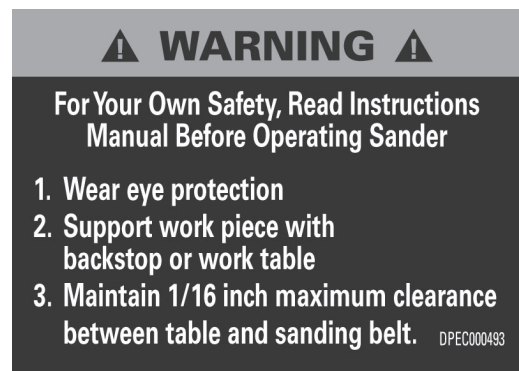 WARNING
For Your Own Safety, Read Instructions
Manual Before Operating Sander
1. Wear eye protection
2. Support work piece with
backstop or work table
3. Maintain 1/16 inch maximum clearance
between table and sanding belt. DPEC000493